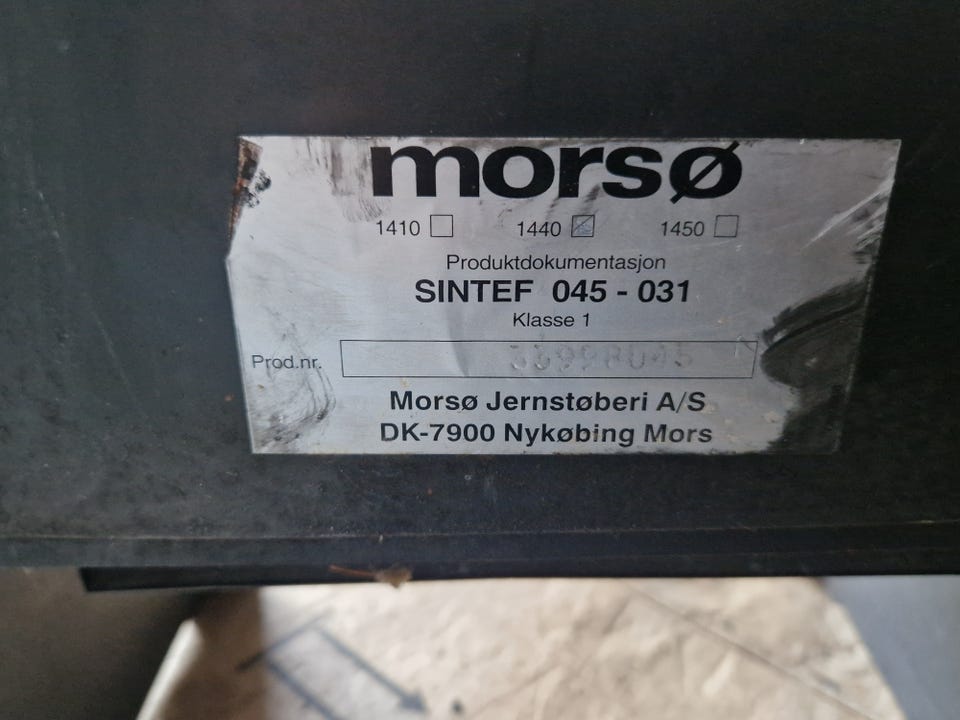 morsø
1410 1440 1450
Produktdokumentasjon
SINTEF 045 - 031
Klasse 1
Prod.nr.
Morsø Jernstøberi A/S
DK-7900 Nykøbing Mors